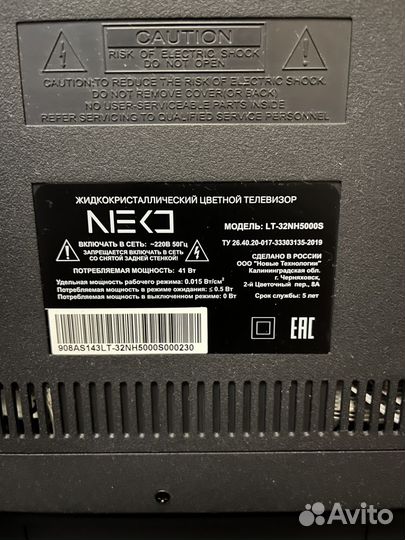 CAUTION
RISK OF ELECTRIC SHOCK
DO NOT OPEN
CAUTION:TO REDUCE THE RISK OF ELECTRIC SHOCK.
DO NOT REMOVE COVER(OR BACK)
NO USER-SERVICEABLE PARTS INSIDE
REFER SERVICING TO QUALIFIED SERVICE PERSONNEL
ЖИДКОКРИСТАЛЛИЧЕСКИЙ ЦВЕТНОЙ ТЕЛЕВИЗОР
NEKO
МОДЕЛЬ: LT-32NH5000S
ВКЛЮЧАТЬ В СЕТЬ: ~220В 50Гц
ЗАПРЕЩАЕТСЯ ВКЛЮЧАТЬ В СЕТЬ
СО СНЯТОЙ ЗАДНЕЙ СТЕНКОЙ!
ТУ 26.40.20-017-33303135-2019
ПОТРЕБЛЯЕМАЯ МОЩНОСТЬ: 41 Вт
Удельная мощность рабочего режима: 0.015 Вт/см²
Потребляемая мощность в режиме ожидания: ≤ 0.5 Вт
Потребляемая мощность в выключенном режиме: 0 Вт
СДЕЛАНО В РОССИИ
ООО "Новые Технологии"
Калининградская обл.
г. Черняховск,
2-й Цветочный пер., 8А
Срок службы: 5 лет
908AS143LT-32NH5000S000230
EAC
Avito